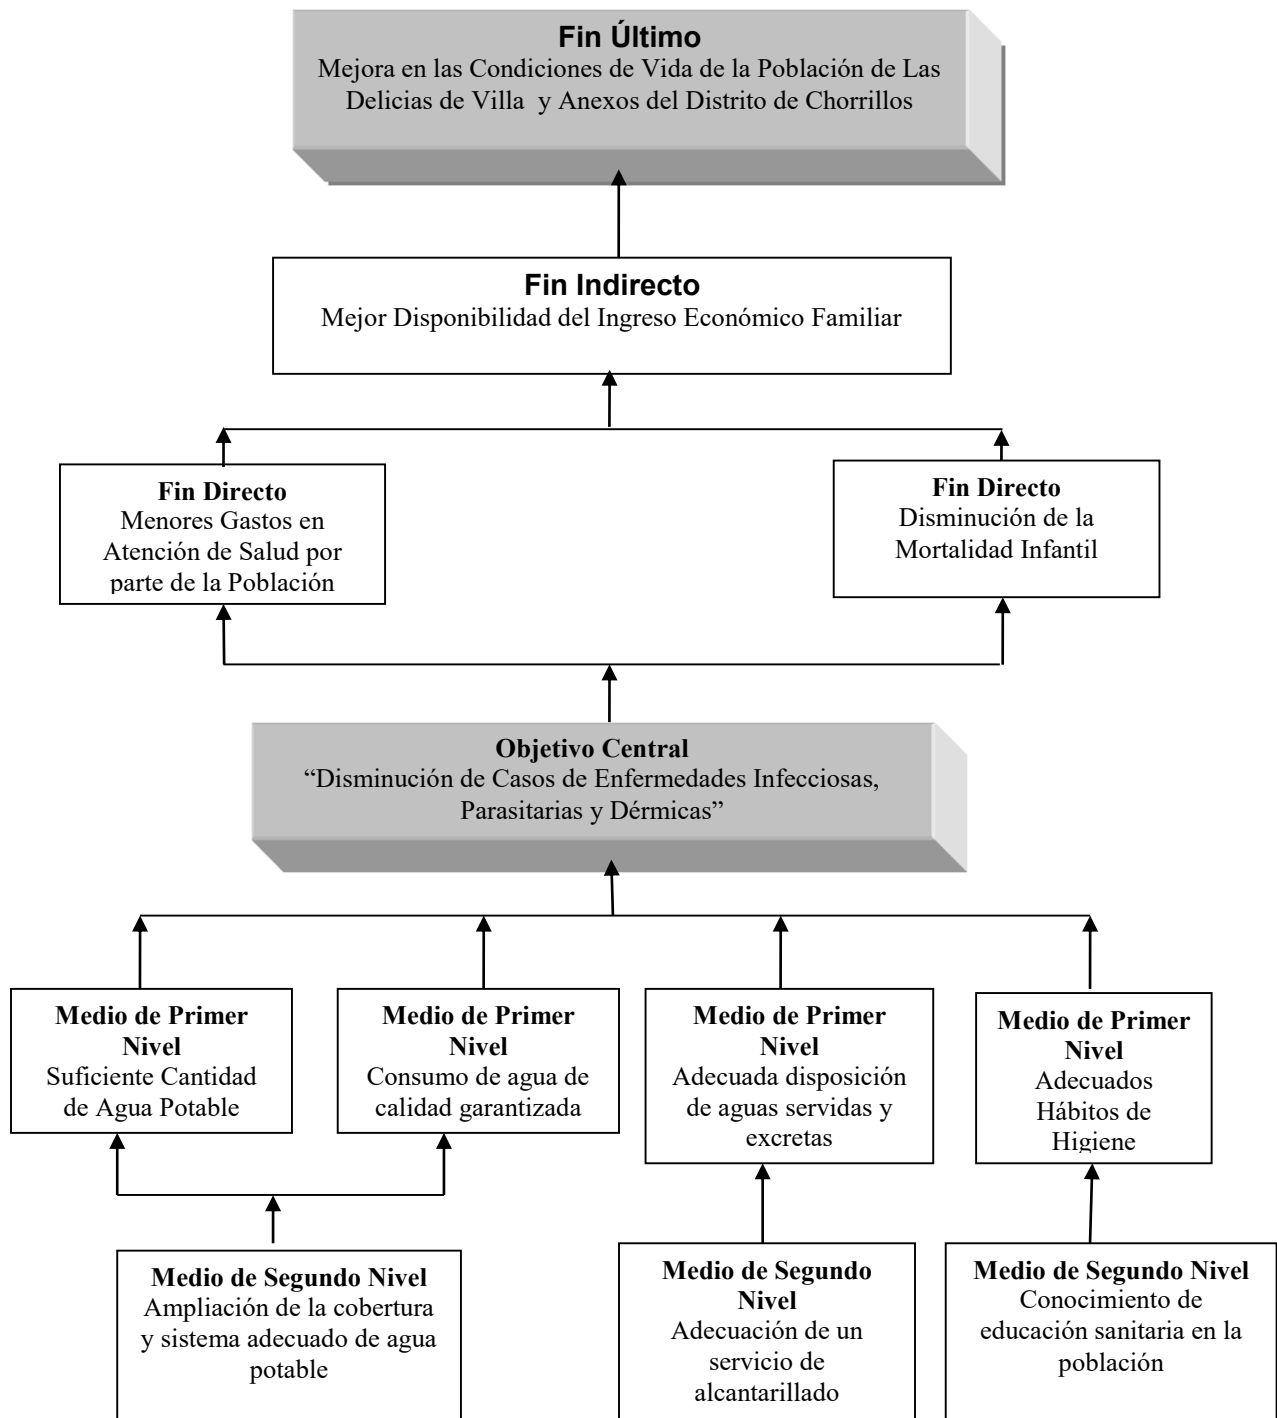 Fin Último
Mejora en las Condiciones de Vida de la Población de Las
Delicias de Villa y Anexos del Distrito de Chorrillos
Fin Indirecto
Mejor Disponibilidad del Ingreso Económico Familiar
Fin Directo
Menores Gastos en
Atención de Salud por
parte de la Población
Fin Directo
Disminución de la
Mortalidad Infantil
Objetivo Central
“Disminución de Casos de Enfermedades Infecciosas,
Parasitarias y Dérmicas”
Medio de Primer
Nivel
Suficiente Cantidad
de Agua Potable
Medio de Primer
Nivel
Consumo de agua de
calidad garantizada
Medio de Primer
Nivel
Adecuada disposición
de aguas servidas y
excretas
Medio de Primer
Nivel
Adecuados
Hábitos de
Higiene
Medio de Segundo Nivel
Ampliación de la cobertura
y sistema adecuado de agua
potable
Medio de Segundo
Nivel
Adecuación de un
servicio de
alcantarillado
Medio de Segundo Nivel
Conocimiento de
educación sanitaria en la
población